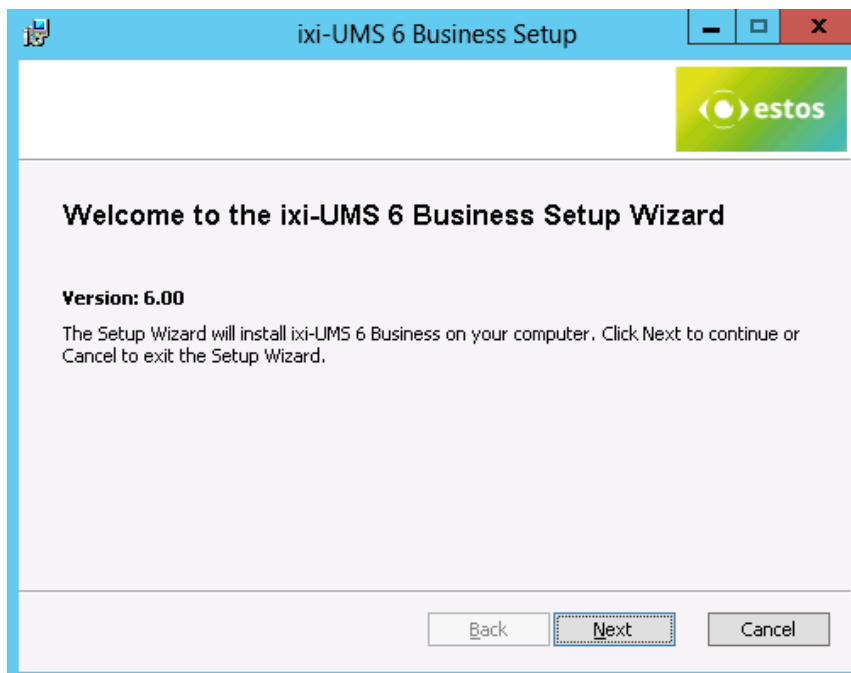 ixi-UMS 6 Business Setup
estos
Welcome to the ixi-UMS 6 Business Setup Wizard
Version: 6.00
The Setup Wizard will install ixi-UMS 6 Business on your computer. Click Next to continue or
Cancel to exit the Setup Wizard.
Back Next Cancel